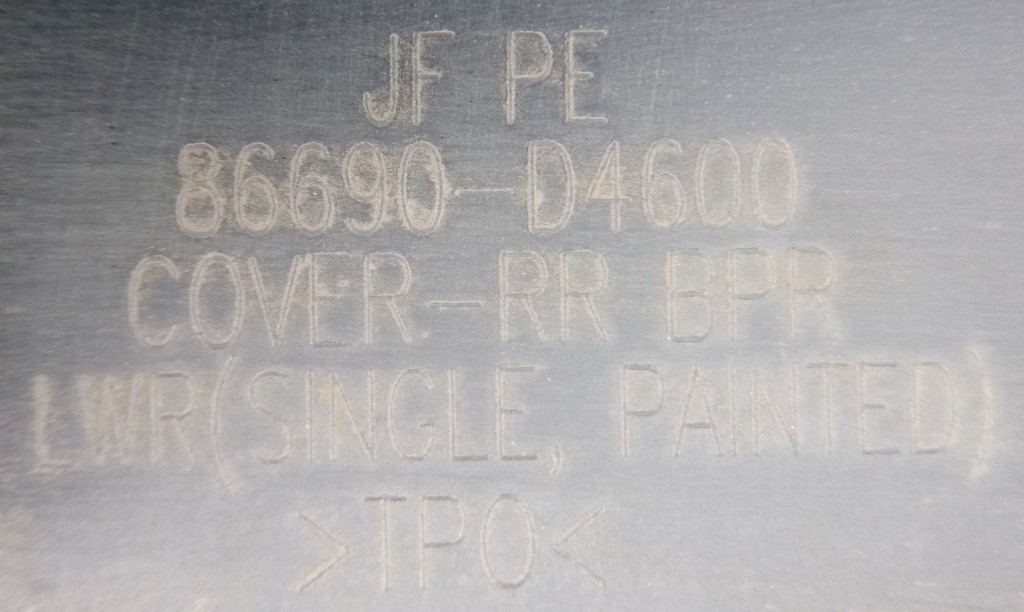 JF PE
86690-D4600
COVER-RR BPR
LWR(SINGLE, PAINTED)
>TPO<